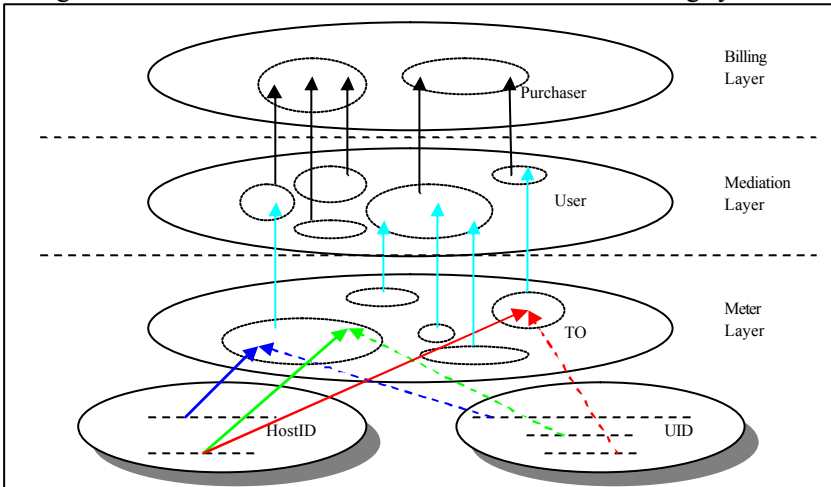 Billing
Layer
Purchaser
Mediation
Layer
User
Meter
Layer
TO
HostID
UID